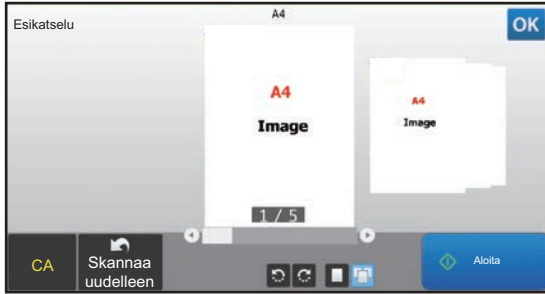 A4
Esikatselu
OK
A4
Image
A4
Image
1 / 5
CA
Skannaa
uudelleen
Aloita